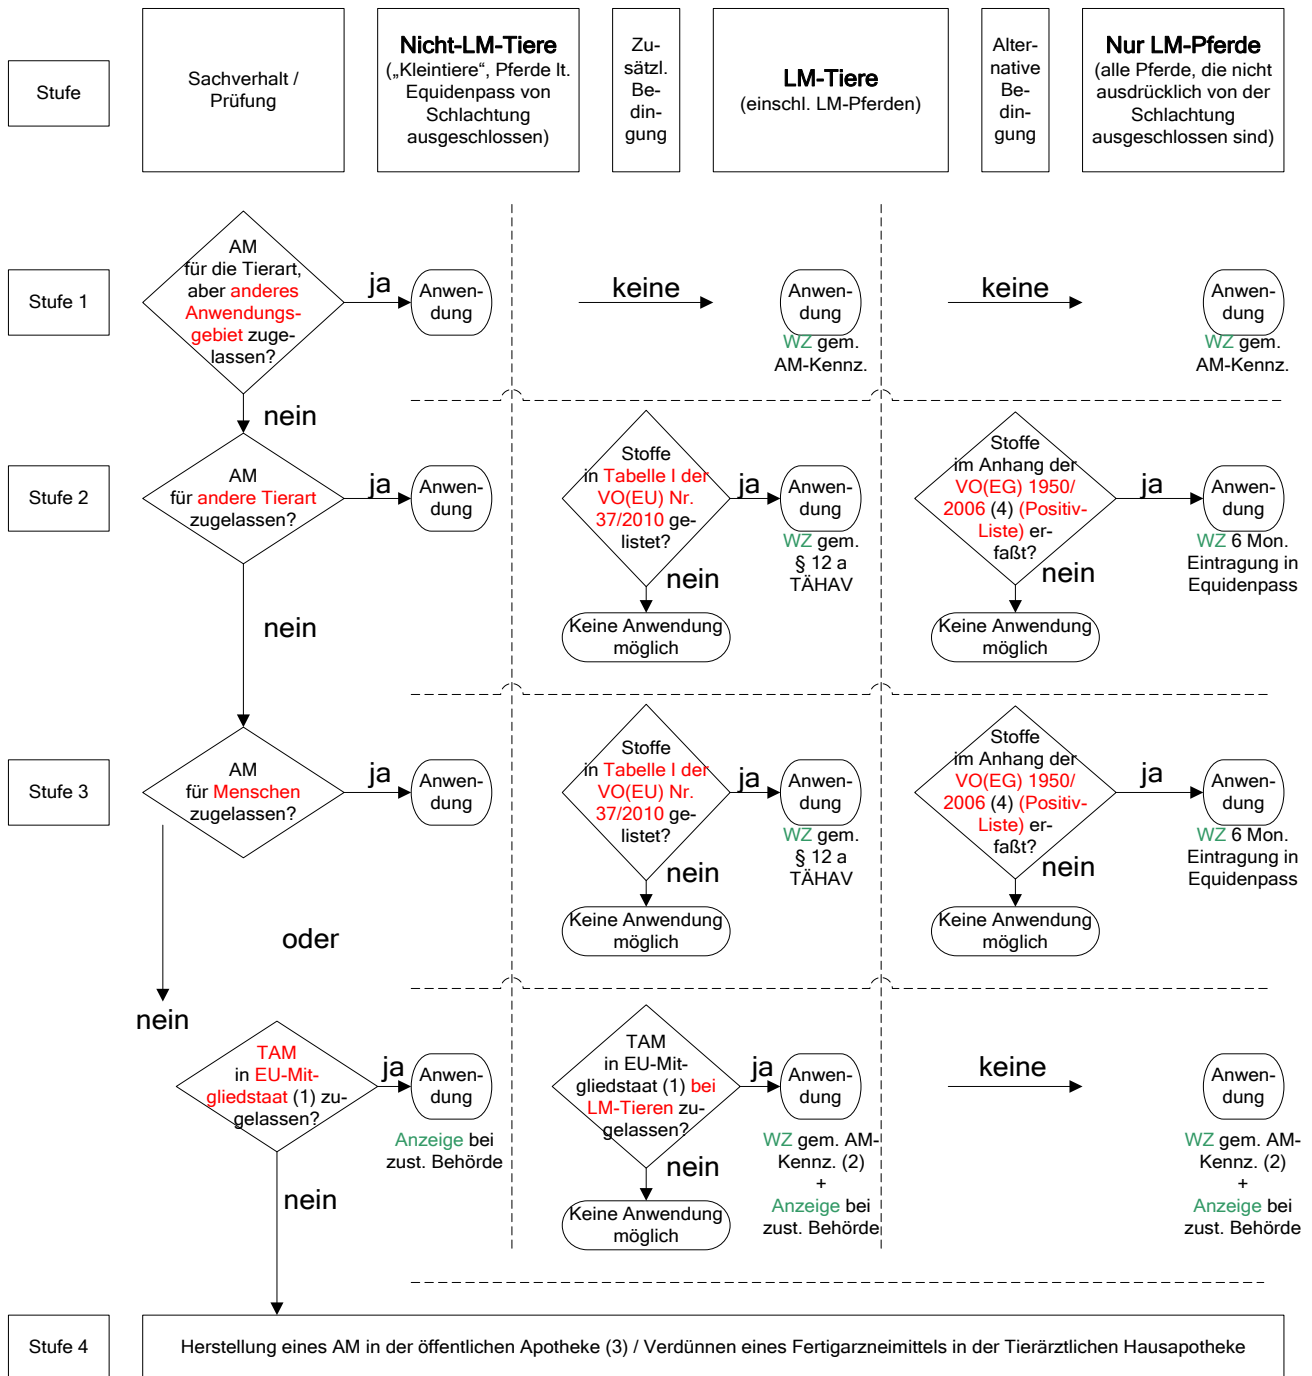 Stufe
Sachverhalt /
Prüfung
Nicht-LM-Tiere
(„Kleintiere“, Pferde lt.
Equidenpass von
Schlachtung
ausgeschlossen)
Zu-
sätzl.
Be-
din-
gung
LM-Tiere
(einschl. LM-Pferden)
Alter-
native
Be-
din-
gung
Nur LM-Pferde
(alle Pferde, die nicht
ausdrücklich von der
Schlachtung
ausgeschlossen sind)
Stufe 1
AM
für die Tierart,
aber anderes
Anwendungs-
gebiet zuge-
lassen?
ja
Anwen-
dung
keine
Anwen-
dung
WZ gem.
AM-Kennz.
keine
Anwen-
dung
WZ gem.
AM-Kennz.
nein
Stufe 2
AM
für andere Tierart
zugelassen?
ja
Anwen-
dung
Stoffe
in Tabelle I der
VO(EU) Nr.
37/2010 ge-
listet?
ja
Anwen-
dung
WZ gem.
§ 12 a
TÄHAV
nein
Keine Anwendung
möglich
Stoffe
im Anhang der
VO(EG) 1950/
2006 (4) (Positiv-
Liste) er-
faßt?
ja
Anwen-
dung
WZ 6 Mon.
Eintragung in
Equidenpass
nein
Keine Anwendung
möglich
nein
Stufe 3
AM
für Menschen
zugelassen?
ja
Anwen-
dung
Stoffe
in Tabelle I der
VO(EU) Nr.
37/2010 ge-
listet?
ja
Anwen-
dung
WZ gem.
§ 12 a
TÄHAV
nein
Keine Anwendung
möglich
Stoffe
im Anhang der
VO(EG) 1950/
2006 (4) (Positiv-
Liste) er-
faßt?
ja
Anwen-
dung
WZ 6 Mon.
Eintragung in
Equidenpass
nein
Keine Anwendung
möglich
oder
nein
TAM
in EU-Mit-
gliedstaat (1) zu-
gelassen?
ja
Anwen-
dung
Anzeige bei
zust. Behörde
TAM
in EU-Mit-
gliedstaat (1) bei
LM-Tieren zu-
gelassen?
ja
Anwen-
dung
WZ gem. AM-
Kennz. (2)
+
Anzeige bei
zust. Behörde
nein
Keine Anwendung
möglich
keine
Anwen-
dung
WZ gem. AM-
Kennz. (2)
+
Anzeige bei
zust. Behörde
nein
Stufe 4
Herstellung eines AM in der öffentlichen Apotheke (3) / Verdünnen eines Fertigarzneimittels in der Tierärztlichen Hausapotheke